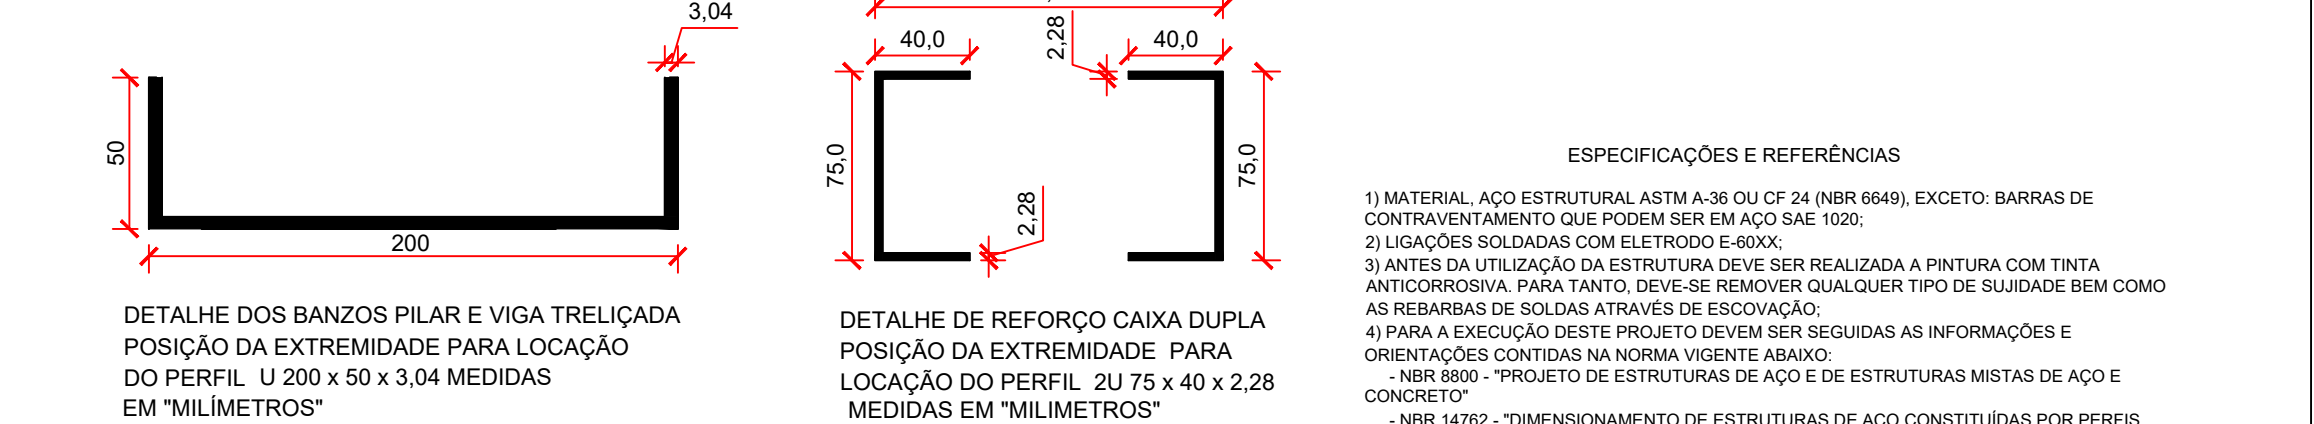 3,04
50
200
DETALHE DOS BANZOS PILAR E VIGA TRELIÇADA
POSIÇÃO DA EXTREMIDADE PARA LOCAÇÃO
DO PERFIL U 200 x 50 x 3,04 MEDIDAS
EM "MILÍMETROS"
40,0
2,28
40,0
75,0
2,28
75,0
DETALHE DE REFORÇO CAIXA DUPLA
POSIÇÃO DA EXTREMIDADE PARA
LOCAÇÃO DO PERFIL 2U 75 x 40 x 2,28
MEDIDAS EM "MILIMETROS"
ESPECIFICAÇÕES E REFERÊNCIAS
1) MATERIAL, AÇO ESTRUTURAL ASTM A-36 OU CF 24 (NBR 6649), EXCETO: BARRAS DE
CONTRAVENTAMENTO QUE PODEM SER EM AÇO SAE 1020;
2) LIGAÇÕES SOLDADAS COM ELETRODO E-60XX;
3) ANTES DA UTILIZAÇÃO DA ESTRUTURA DEVE SER REALIZADA A PINTURA COM TINTA
ANTICORROSIVA. PARA TANTO, DEVE-SE REMOVER QUALQUER TIPO DE SUJIDADE BEM COMO
AS REBARBAS DE SOLDAS ATRAVÉS DE ESCOVAÇÃO;
4) PARA A EXECUÇÃO DESTE PROJETO DEVEM SER SEGUIDAS AS INFORMAÇÕES E
ORIENTAÇÕES CONTIDAS NA NORMA VIGENTE ABAIXO:
- NBR 8800 - "PROJETO DE ESTRUTURAS DE AÇO E DE ESTRUTURAS MISTAS DE AÇO E
CONCRETO"
- NBR 14762 - "DIMENSIONAMENTO DE ESTRUTURAS DE AÇO CONSTITUÍDAS POR PERFIS